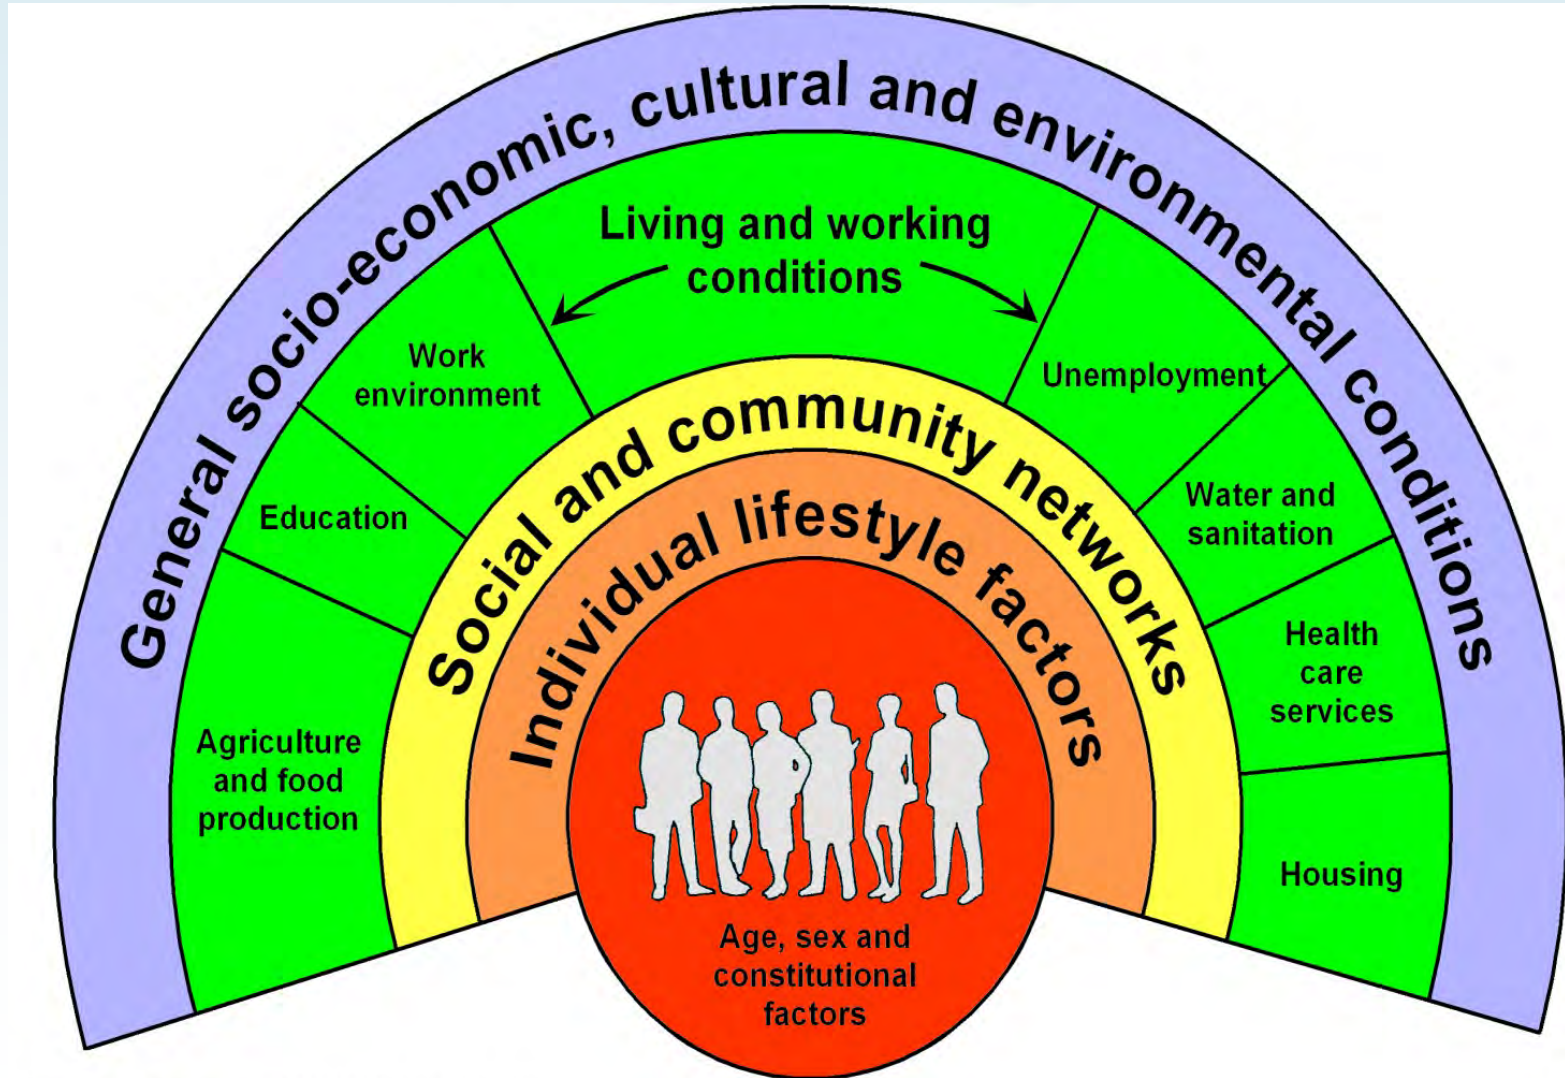 General socio-economic, cultural and environmental conditions
Living and working
conditions
Work
environment
Unemployment
Education
Water and
sanitation
Agriculture
and food
production
Health
care
services
Housing
Social and community networks
Individual lifestyle factors
Age, sex and
constitutional
factors